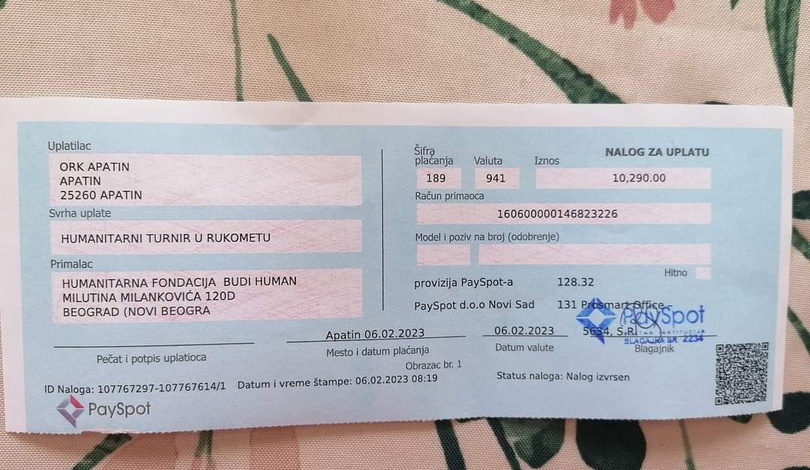 Uplatilac
ORK APATIN
APATIN
25260 APATIN
Svrha uplate
HUMANITARNI TURNIR U RUKOMETU
Primalac
HUMANITARNA FONDACIJA BUDI HUMAN
MILUTINA MILANKOVIĆA 120D
BEOGRAD (NOVI BEOGRA
Pečat i potpis uplatioca
NALOG ZA UPLATU
Šifra plaćanja
Valuta
Iznos
189
941
10,290.00
Račun primaoca
160600000146823226
Model i poziv na broj (odobrenje)
Hitno
provizija PaySpot-a 128.32
PaySpot d.o.o Novi Sad 131 Prosmart Office
5634, S.R.
PaySpot
BLAGAJNA BR. 2234
Apatin 06.02.2023
Mesto i datum plaćanja
06.02.2023
Datum valute
Blagajnik
Obrazac br. 1
ID Naloga: 107767297-107767614/1 Datum i vreme štampe: 06.02.2023 08:19
Status naloga: Nalog izvrsen
PaySpot